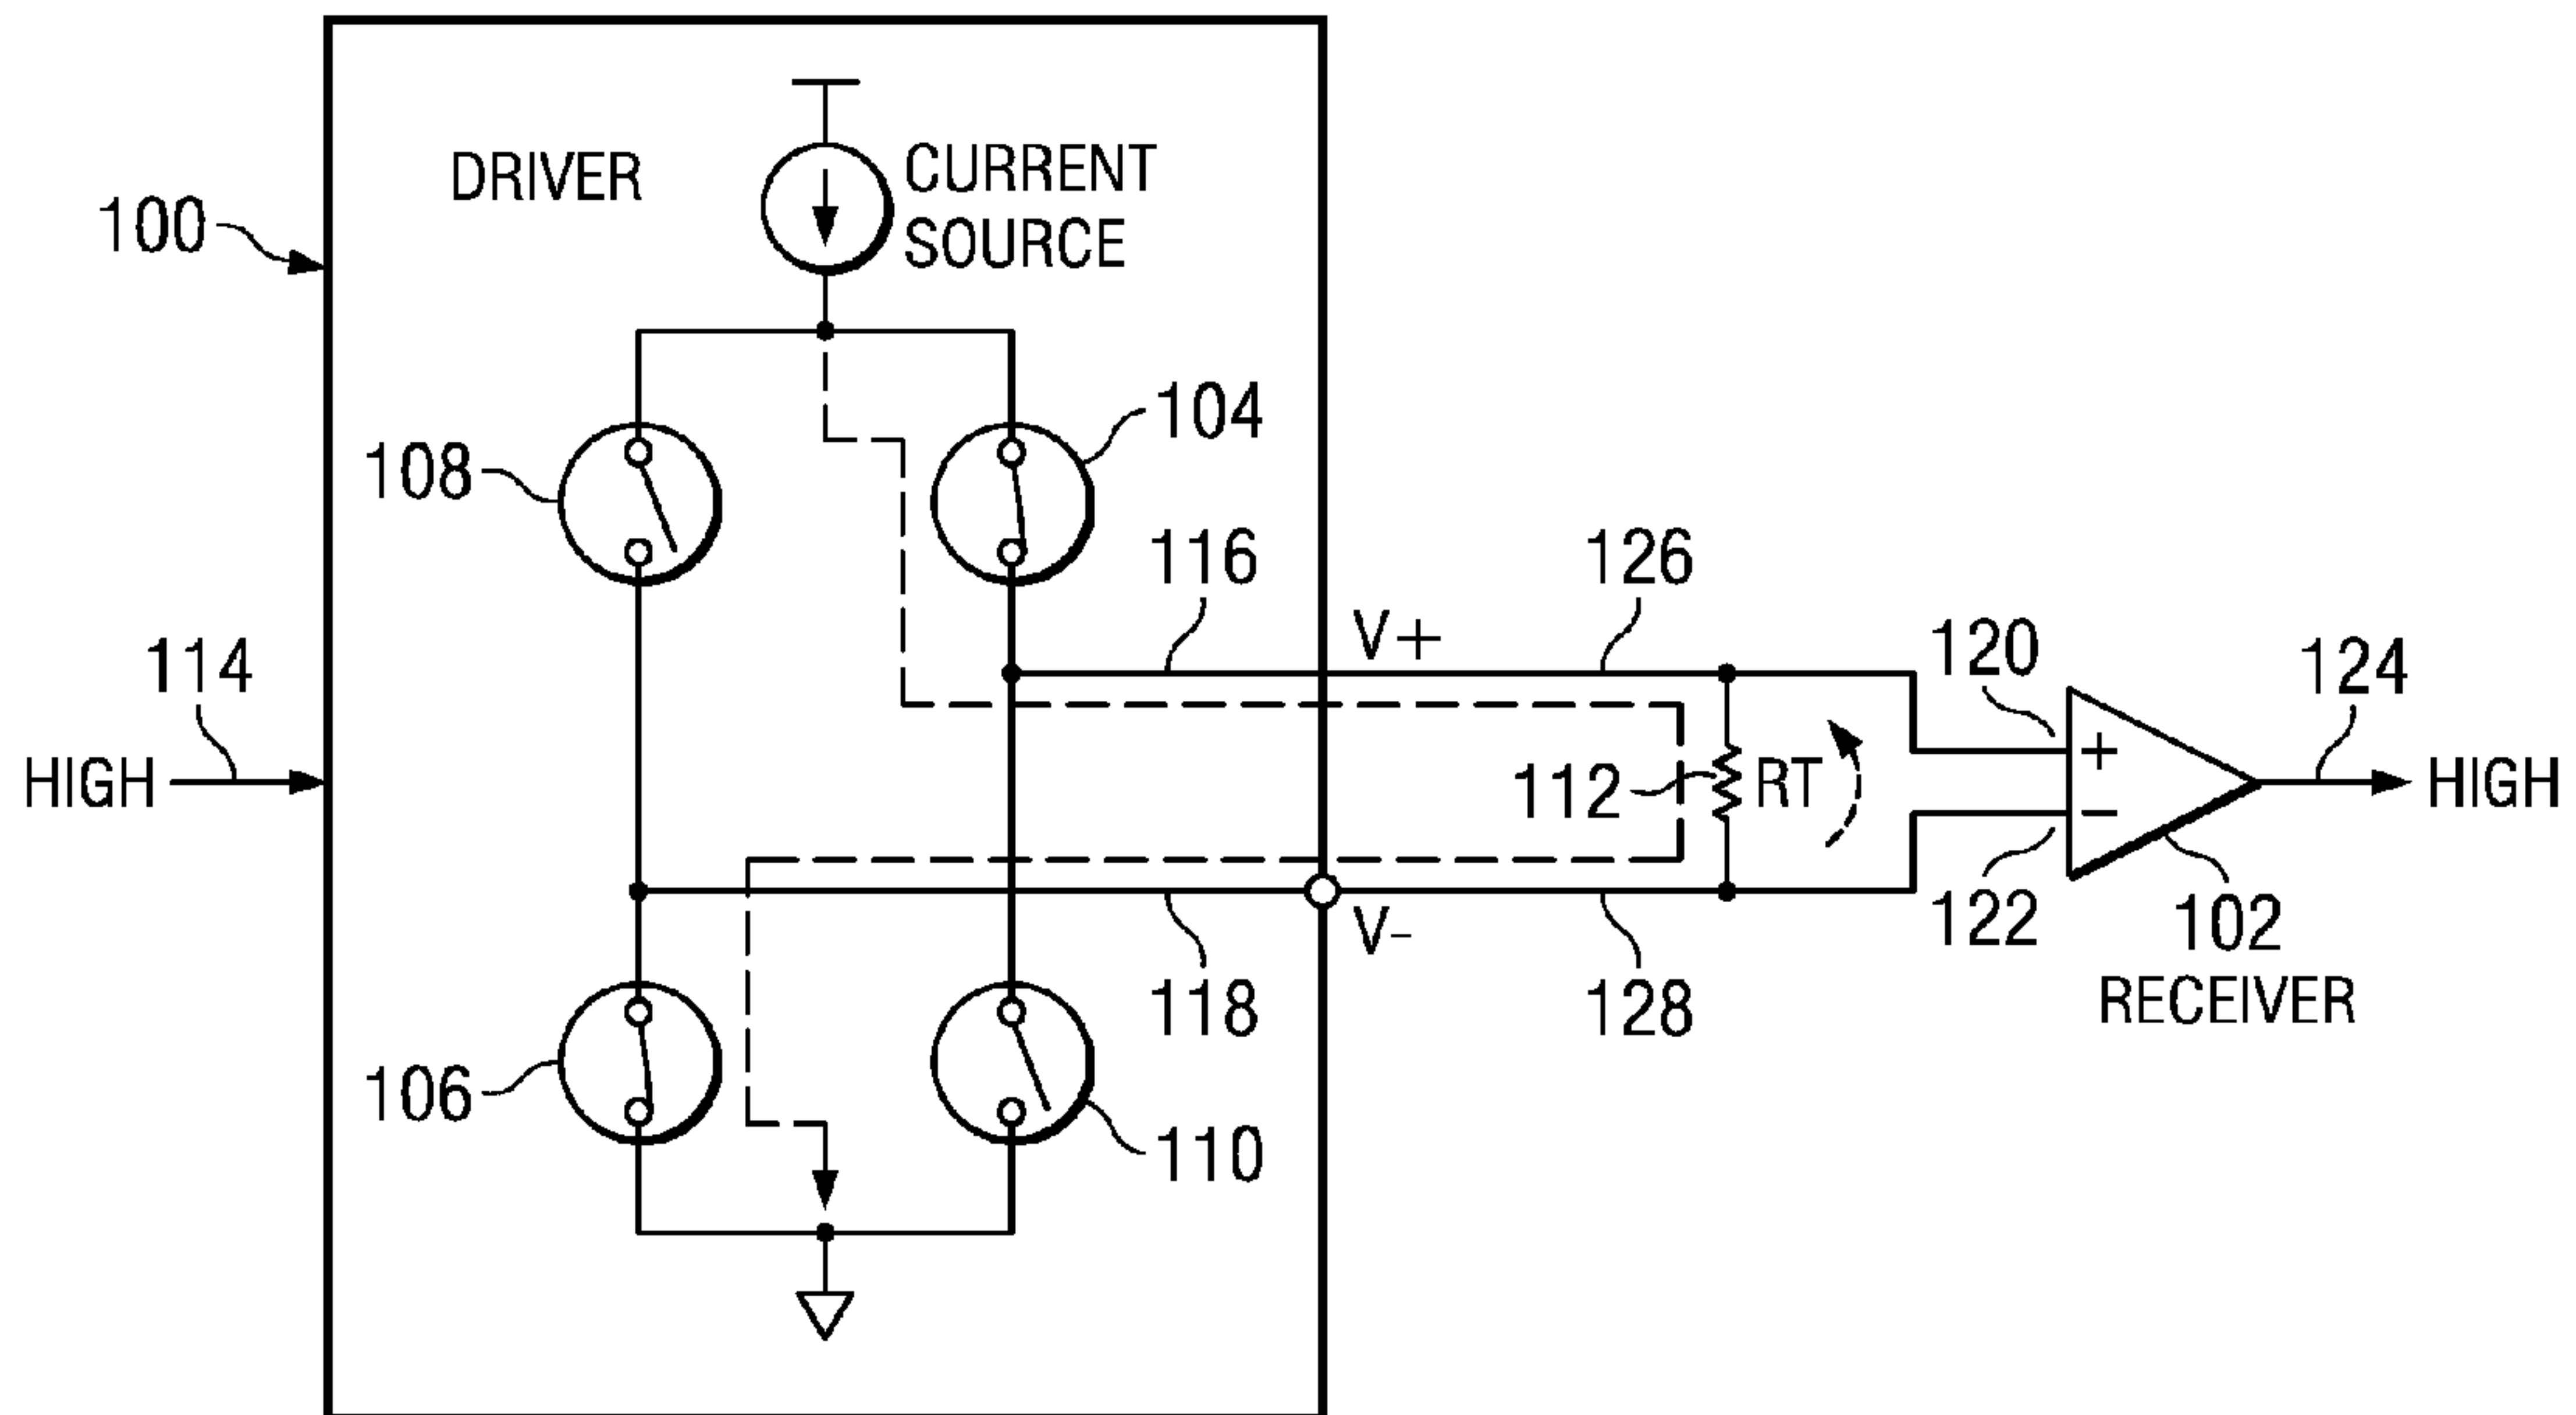 DRIVER
CURRENT
SOURCE
100
108
104
116
126
V+
120
124
114
HIGH
112
RT
+
−
HIGH
122
102
RECEIVER
V-
118
128
106
110